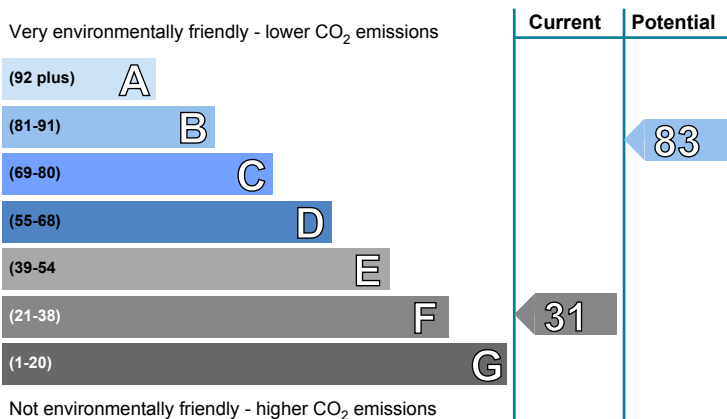 Very environmentally friendly - lower CO2 emissions
Current
Potential
(92 plus) A
(81-91) B
83
(69-80) C
(55-68) D
(39-54 E
(21-38) F
31
(1-20) G
Not environmentally friendly - higher CO2 emissions